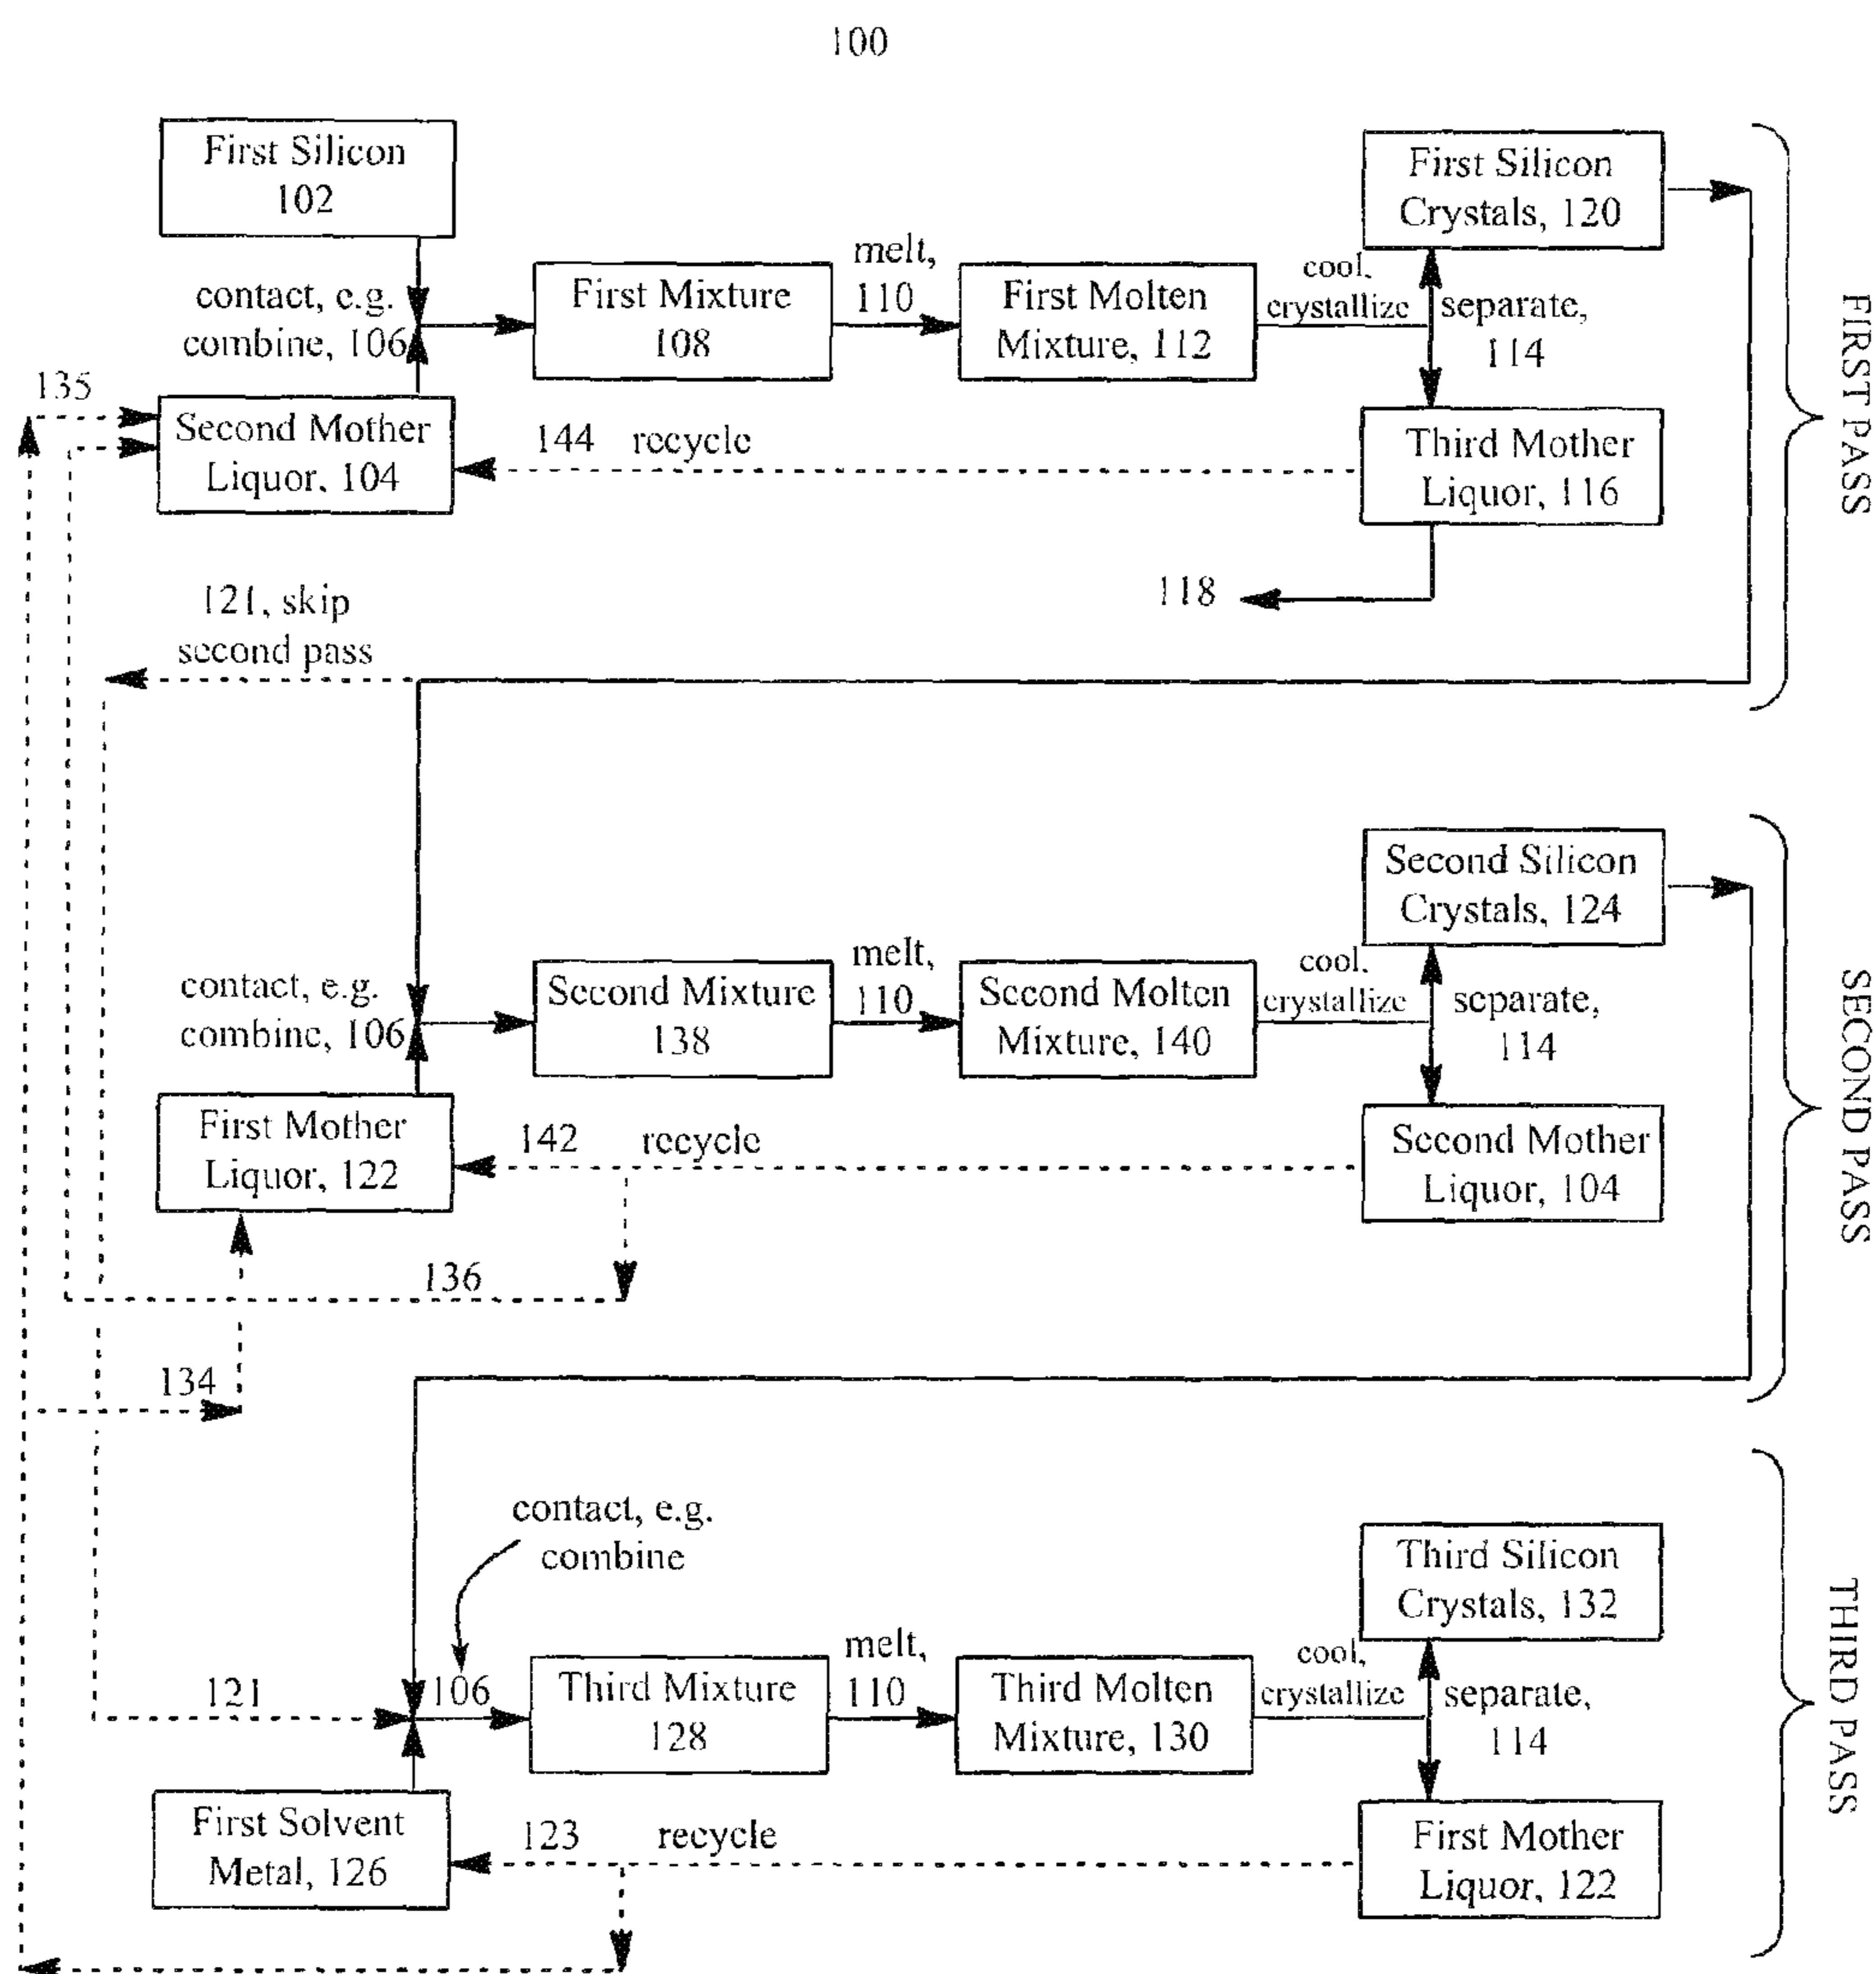 100
First Silicon
102
contact, e.g.
combine, 106
First Mixture
108
melt,
110
First Molten
Mixture, 112
cool,
crystallize
separate,
114
First Silicon
Crystals, 120
Third Mother
Liquor, 116
135
Second Mother
Liquor, 104
144 recycle
118
121, skip
second pass
FIRST PASS
contact, e.g.
combine, 106
Second Mixture
138
melt,
110
Second Molten
Mixture, 140
cool,
crystallize
separate,
114
Second Silicon
Crystals, 124
Second Mother
Liquor, 104
First Mother
Liquor, 122
142 recycle
136
134
SECOND PASS
contact, e.g.
combine
121
106
Third Mixture
128
melt,
110
Third Molten
Mixture, 130
cool,
crystallize
separate,
114
Third Silicon
Crystals, 132
First Mother
Liquor, 122
First Solvent
Metal, 126
123 recycle
THIRD PASS